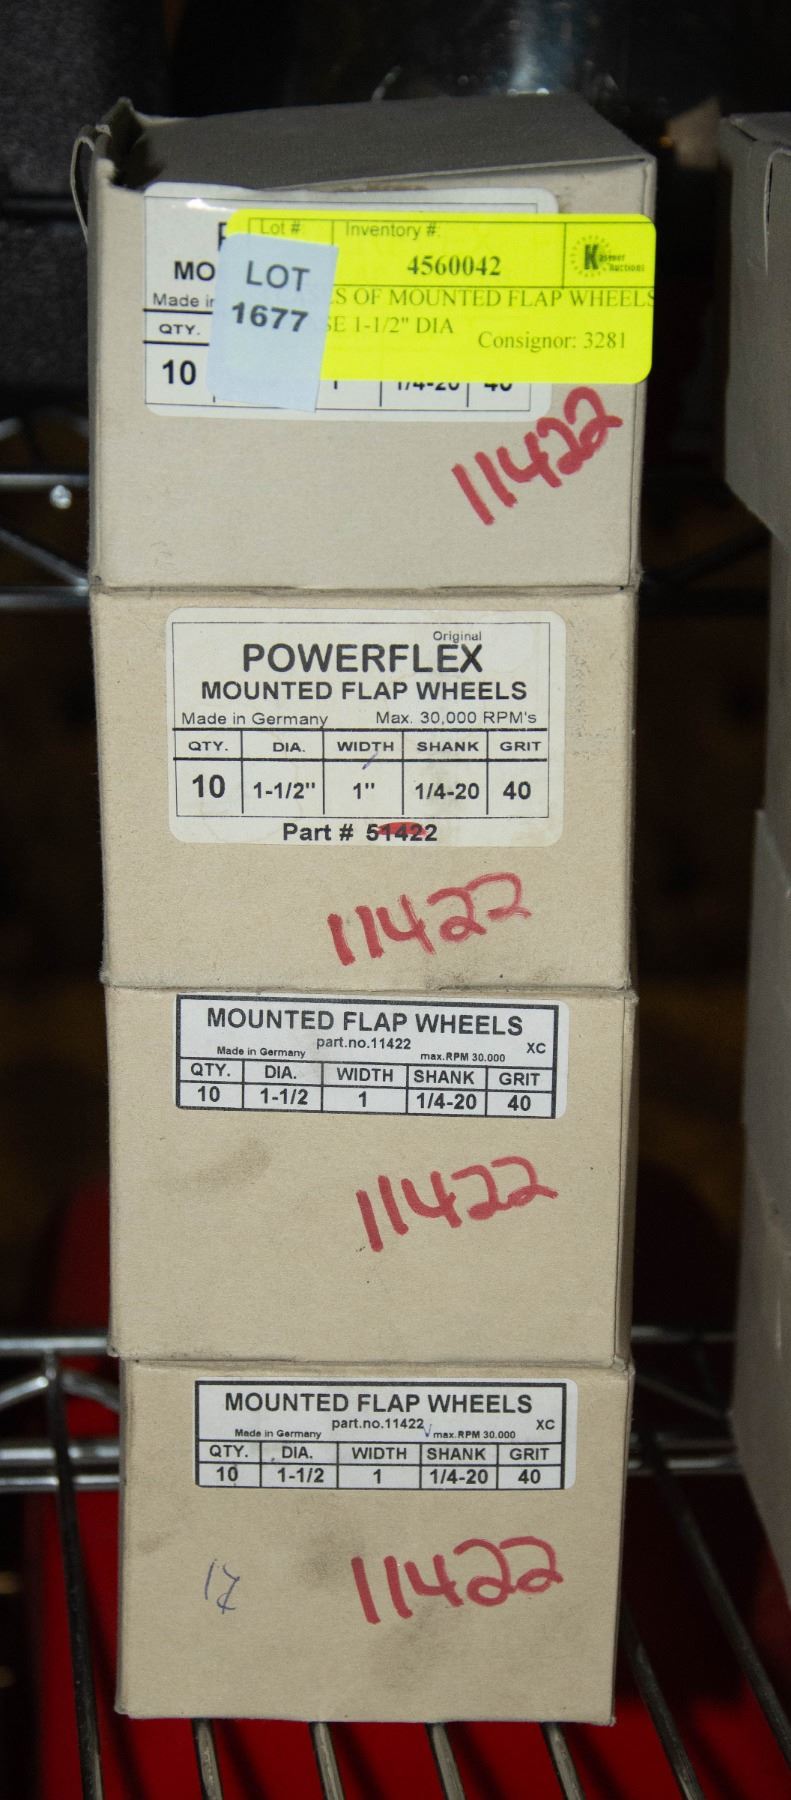 Lot #: Inventory #:
4560042
Kastner Auctions
S OF MOUNTED FLAP WHEELS
1-1/2" DIA
Consignor: 3281
LOT
1677
MO
Made in
QTY.
10 1/4-20 40
11422
Original
POWERFLEX
MOUNTED FLAP WHEELS
Made in Germany Max. 30,000 RPM's
QTY. DIA. WIDTH SHANK GRIT
10 1-1/2" 1" 1/4-20 40
Part # 51422
11422
MOUNTED FLAP WHEELS
part.no.11422 XC
Made in Germany max.RPM 30.000
QTY. DIA. WIDTH SHANK GRIT
10 1-1/2 1 1/4-20 40
11422
MOUNTED FLAP WHEELS
part.no.11422 XC
Made in Germany max.RPM 30.000
QTY. DIA. WIDTH SHANK GRIT
10 1-1/2 1 1/4-20 40
11422